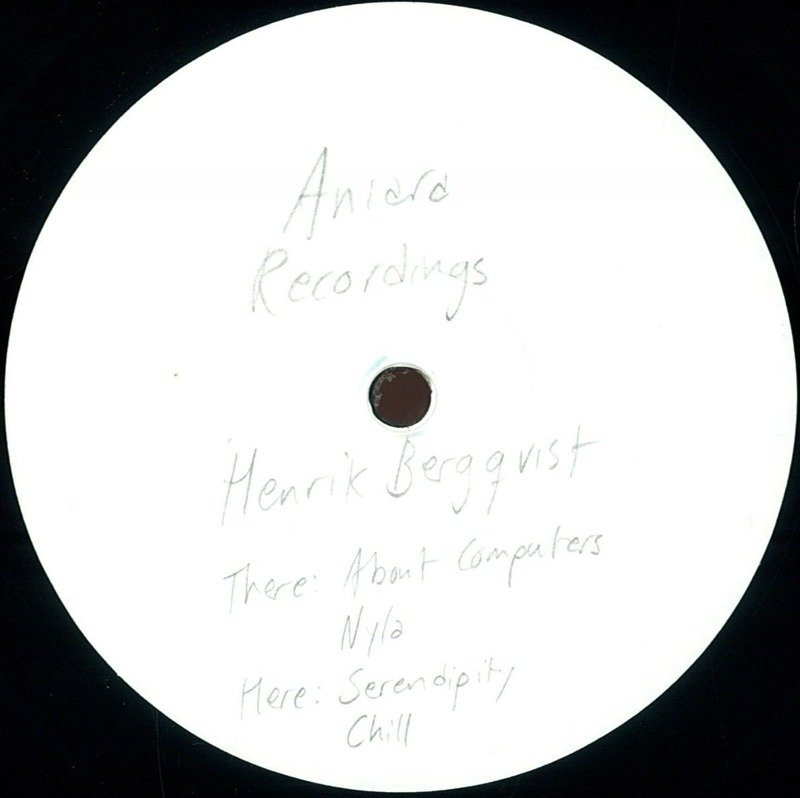 Aniara
Recordings
Henrik Bergqvist
There: About Computers
Nyla
Here: Serendipity
Chill